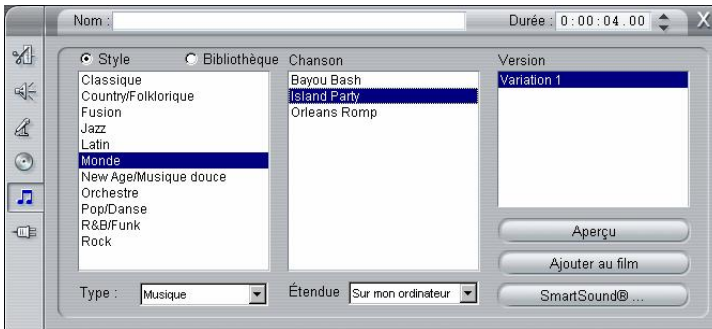 Nom :
Durée : 0:00:04.00
X
Style
Bibliothèque
Classique
Country/Folklorique
Fusion
Jazz
Latin
Monde
New Age/Musique douce
Orchestre
Pop/Danse
R&B/Funk
Rock
Type : Musique
Chanson
Bayou Bash
Island Party
Orleans Romp
Étendue Sur mon ordinateur
Version
Variation 1
Aperçu
Ajouter au film
SmartSound® ...